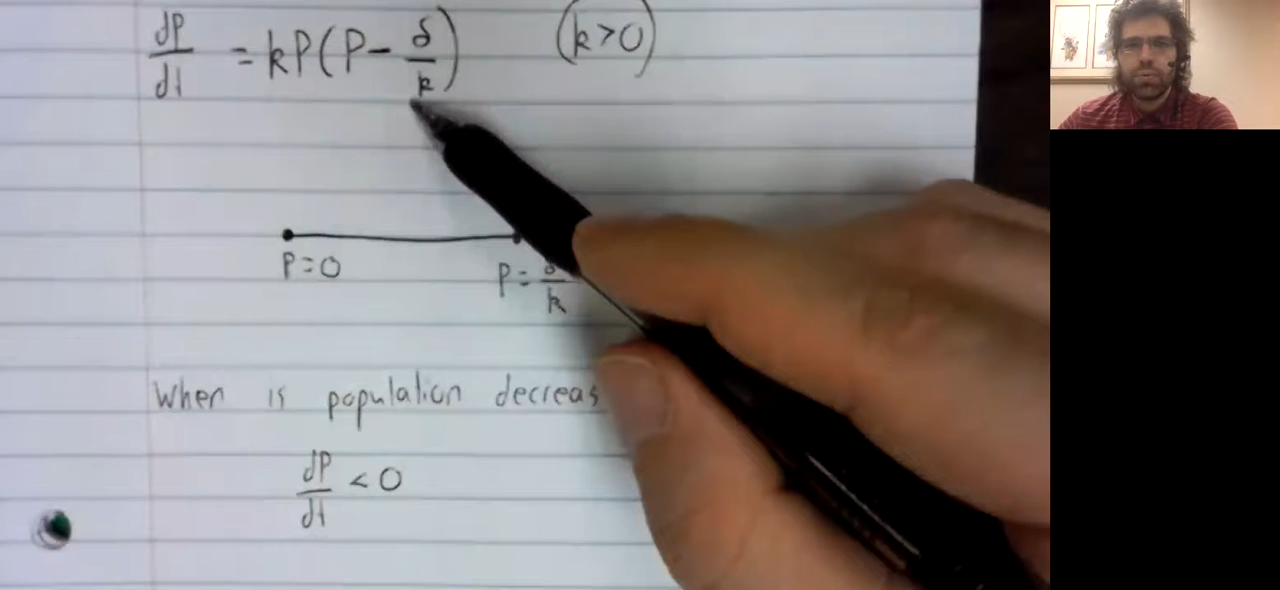 dP/dt = kP(P - δ/k) (k > 0)
P = 0
P = δ/k
When is population decreas
dP/dt < 0